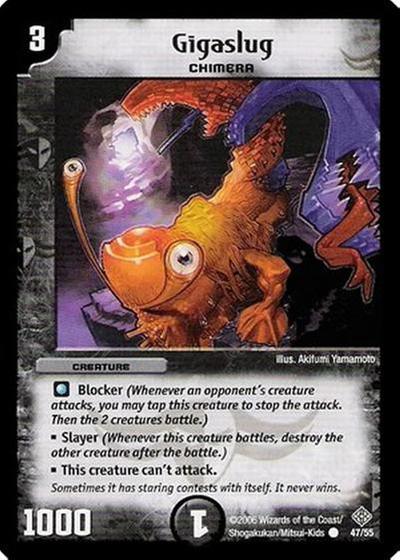 3
Gigaslug
CHIMERA
illus. Akifumi Yamamoto
CREATURE
Blocker (Whenever an opponent's creature
attacks, you may tap this creature to stop the attack.
Then the 2 creatures battle.)
▪ Slayer (Whenever this creature battles, destroy the
other creature after the battle.)
▪ This creature can't attack.
Sometimes it has staring contests with itself. It never wins.
1000
1
©2006 Wizards of the Coast/
Shogakukan/Mitsui-Kids ● 47/55